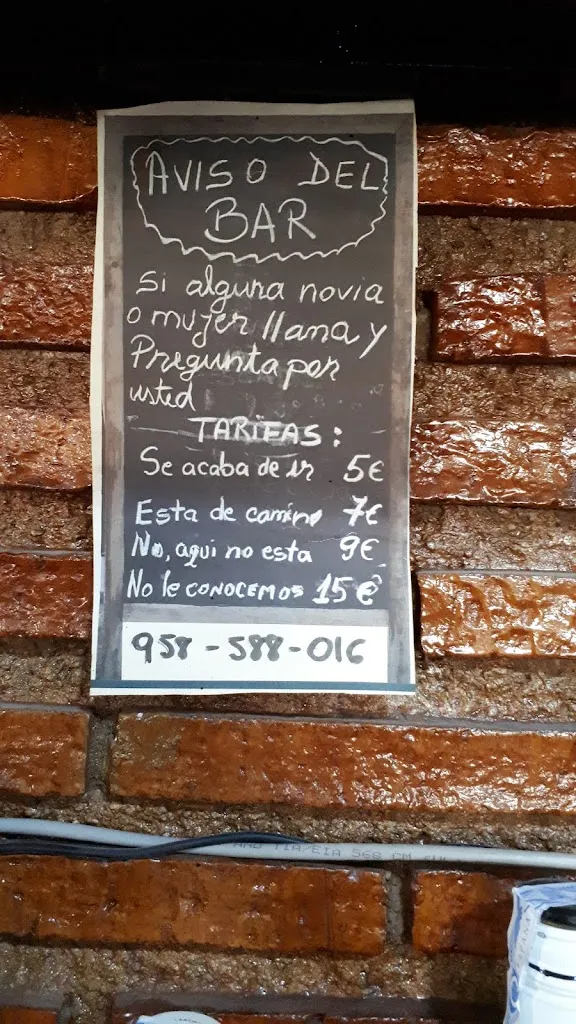 AVISO DEL
BAR
si alguna novia
o mujer llama y
Pregunta por
usted
TARIFAS:
Se acaba de ir 5€
Esta de camino 7€
No, aqui no esta 9€
No le CONOCEMOS 15€
958-588-016